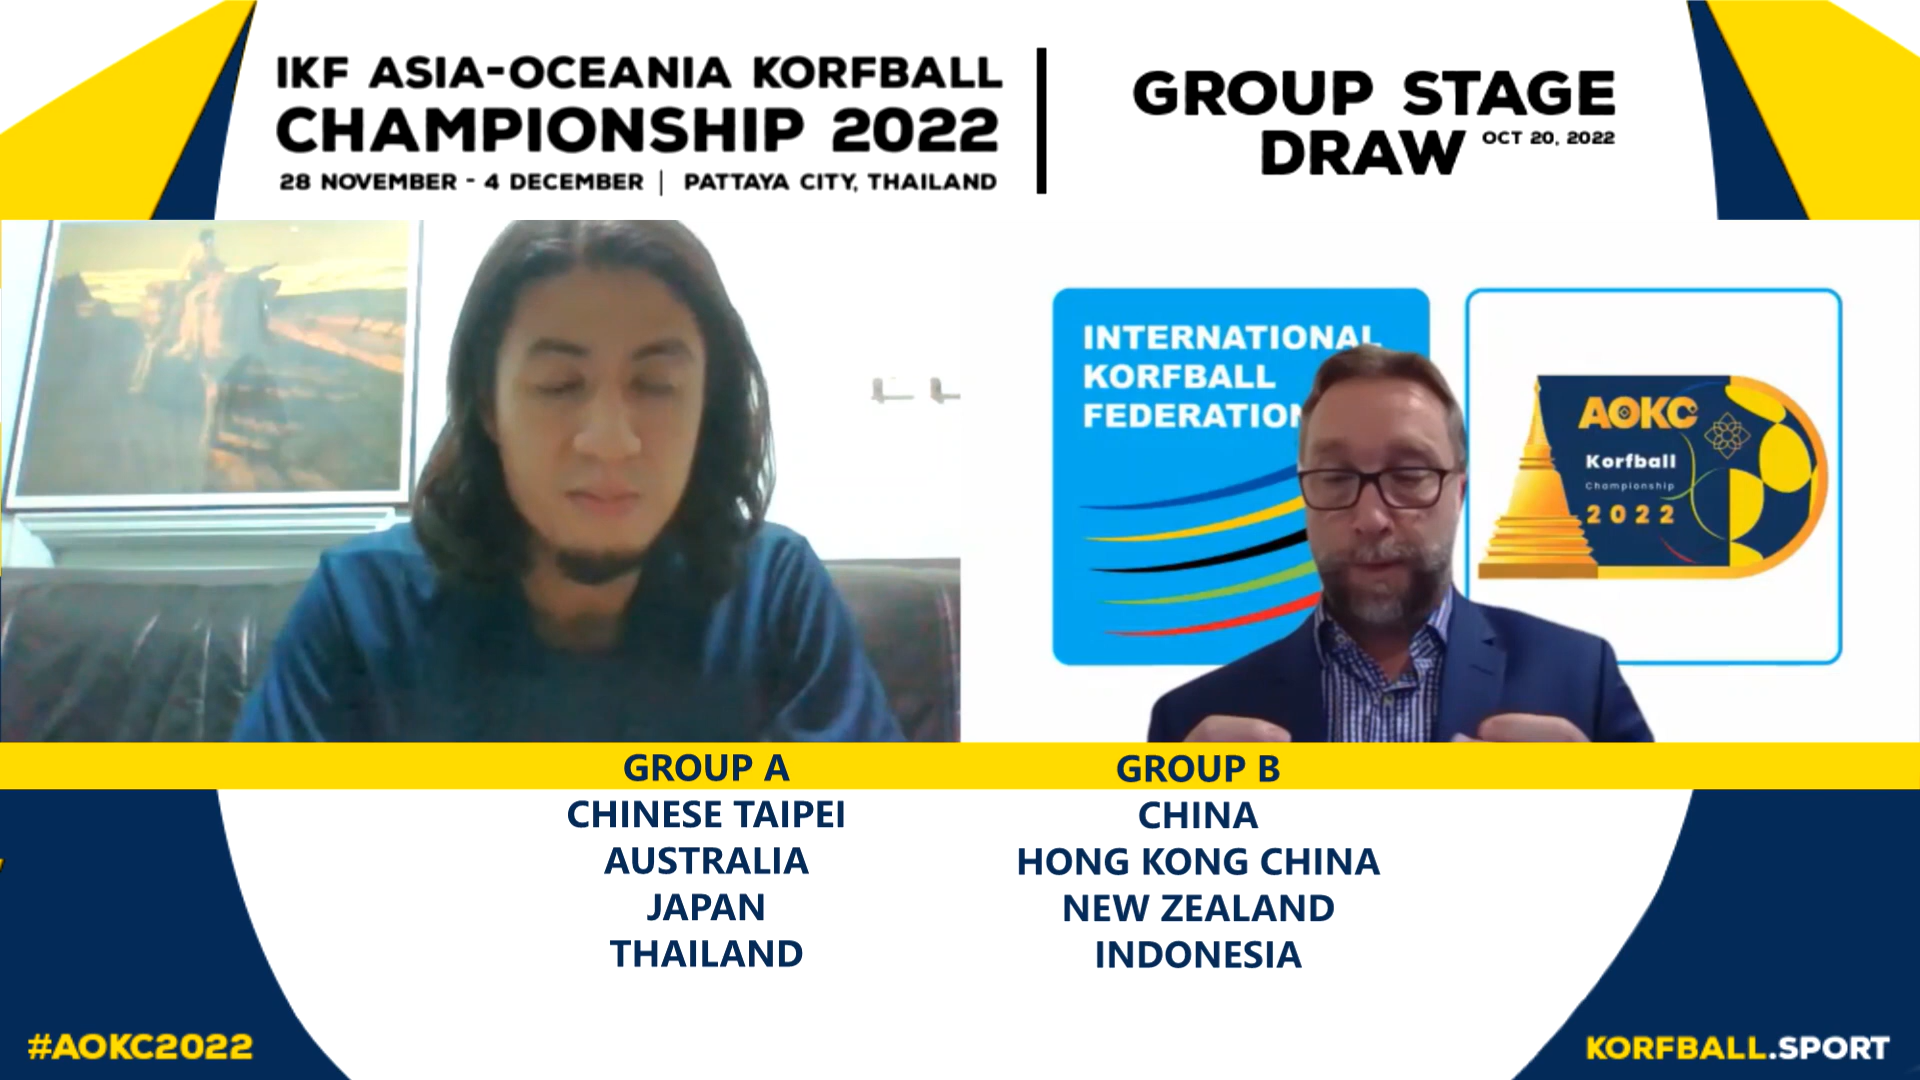 IKF ASIA-OCEANIA KORFBALL
CHAMPIONSHIP 2022
28 NOVEMBER - 4 DECEMBER | PATTAYA CITY, THAILAND
GROUP STAGE
DRAW OCT 20, 2022
INTERNATIONAL
KORFBALL
FEDERATION
AOKC
Korfball
Championship
2022
GROUP A
CHINESE TAIPEI
AUSTRALIA
JAPAN
THAILAND
GROUP B
CHINA
HONG KONG CHINA
NEW ZEALAND
INDONESIA
#AOKC2022
KORFBALL.SPORT